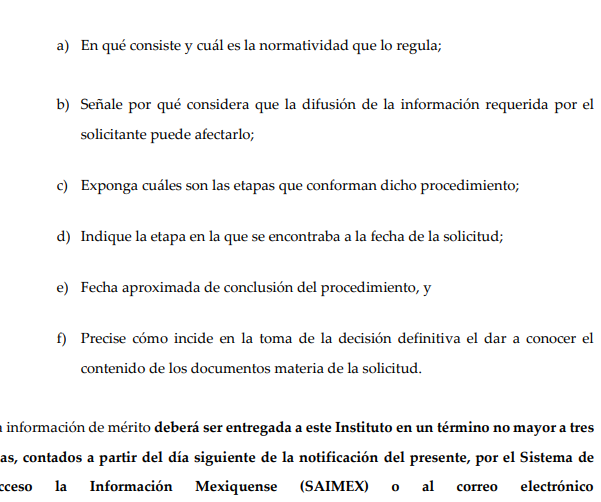 a) En qué consiste y cuál es la normatividad que lo regula;
b) Señale por qué considera que la difusión de la información requerida por el
solicitante puede afectarlo;
c) Exponga cuáles son las etapas que conforman dicho procedimiento;
d) Indique la etapa en la que se encontraba a la fecha de la solicitud;
e) Fecha aproximada de conclusión del procedimiento, y
f) Precise cómo incide en la toma de la decisión definitiva el dar a conocer el
contenido de los documentos materia de la solicitud.
información de mérito deberá ser entregada a este Instituto en un término no mayor a tres
contados a partir del día siguiente de la notificación del presente, por el Sistema de
la Información Mexiquense (SAIMEX) o al correo electrónico